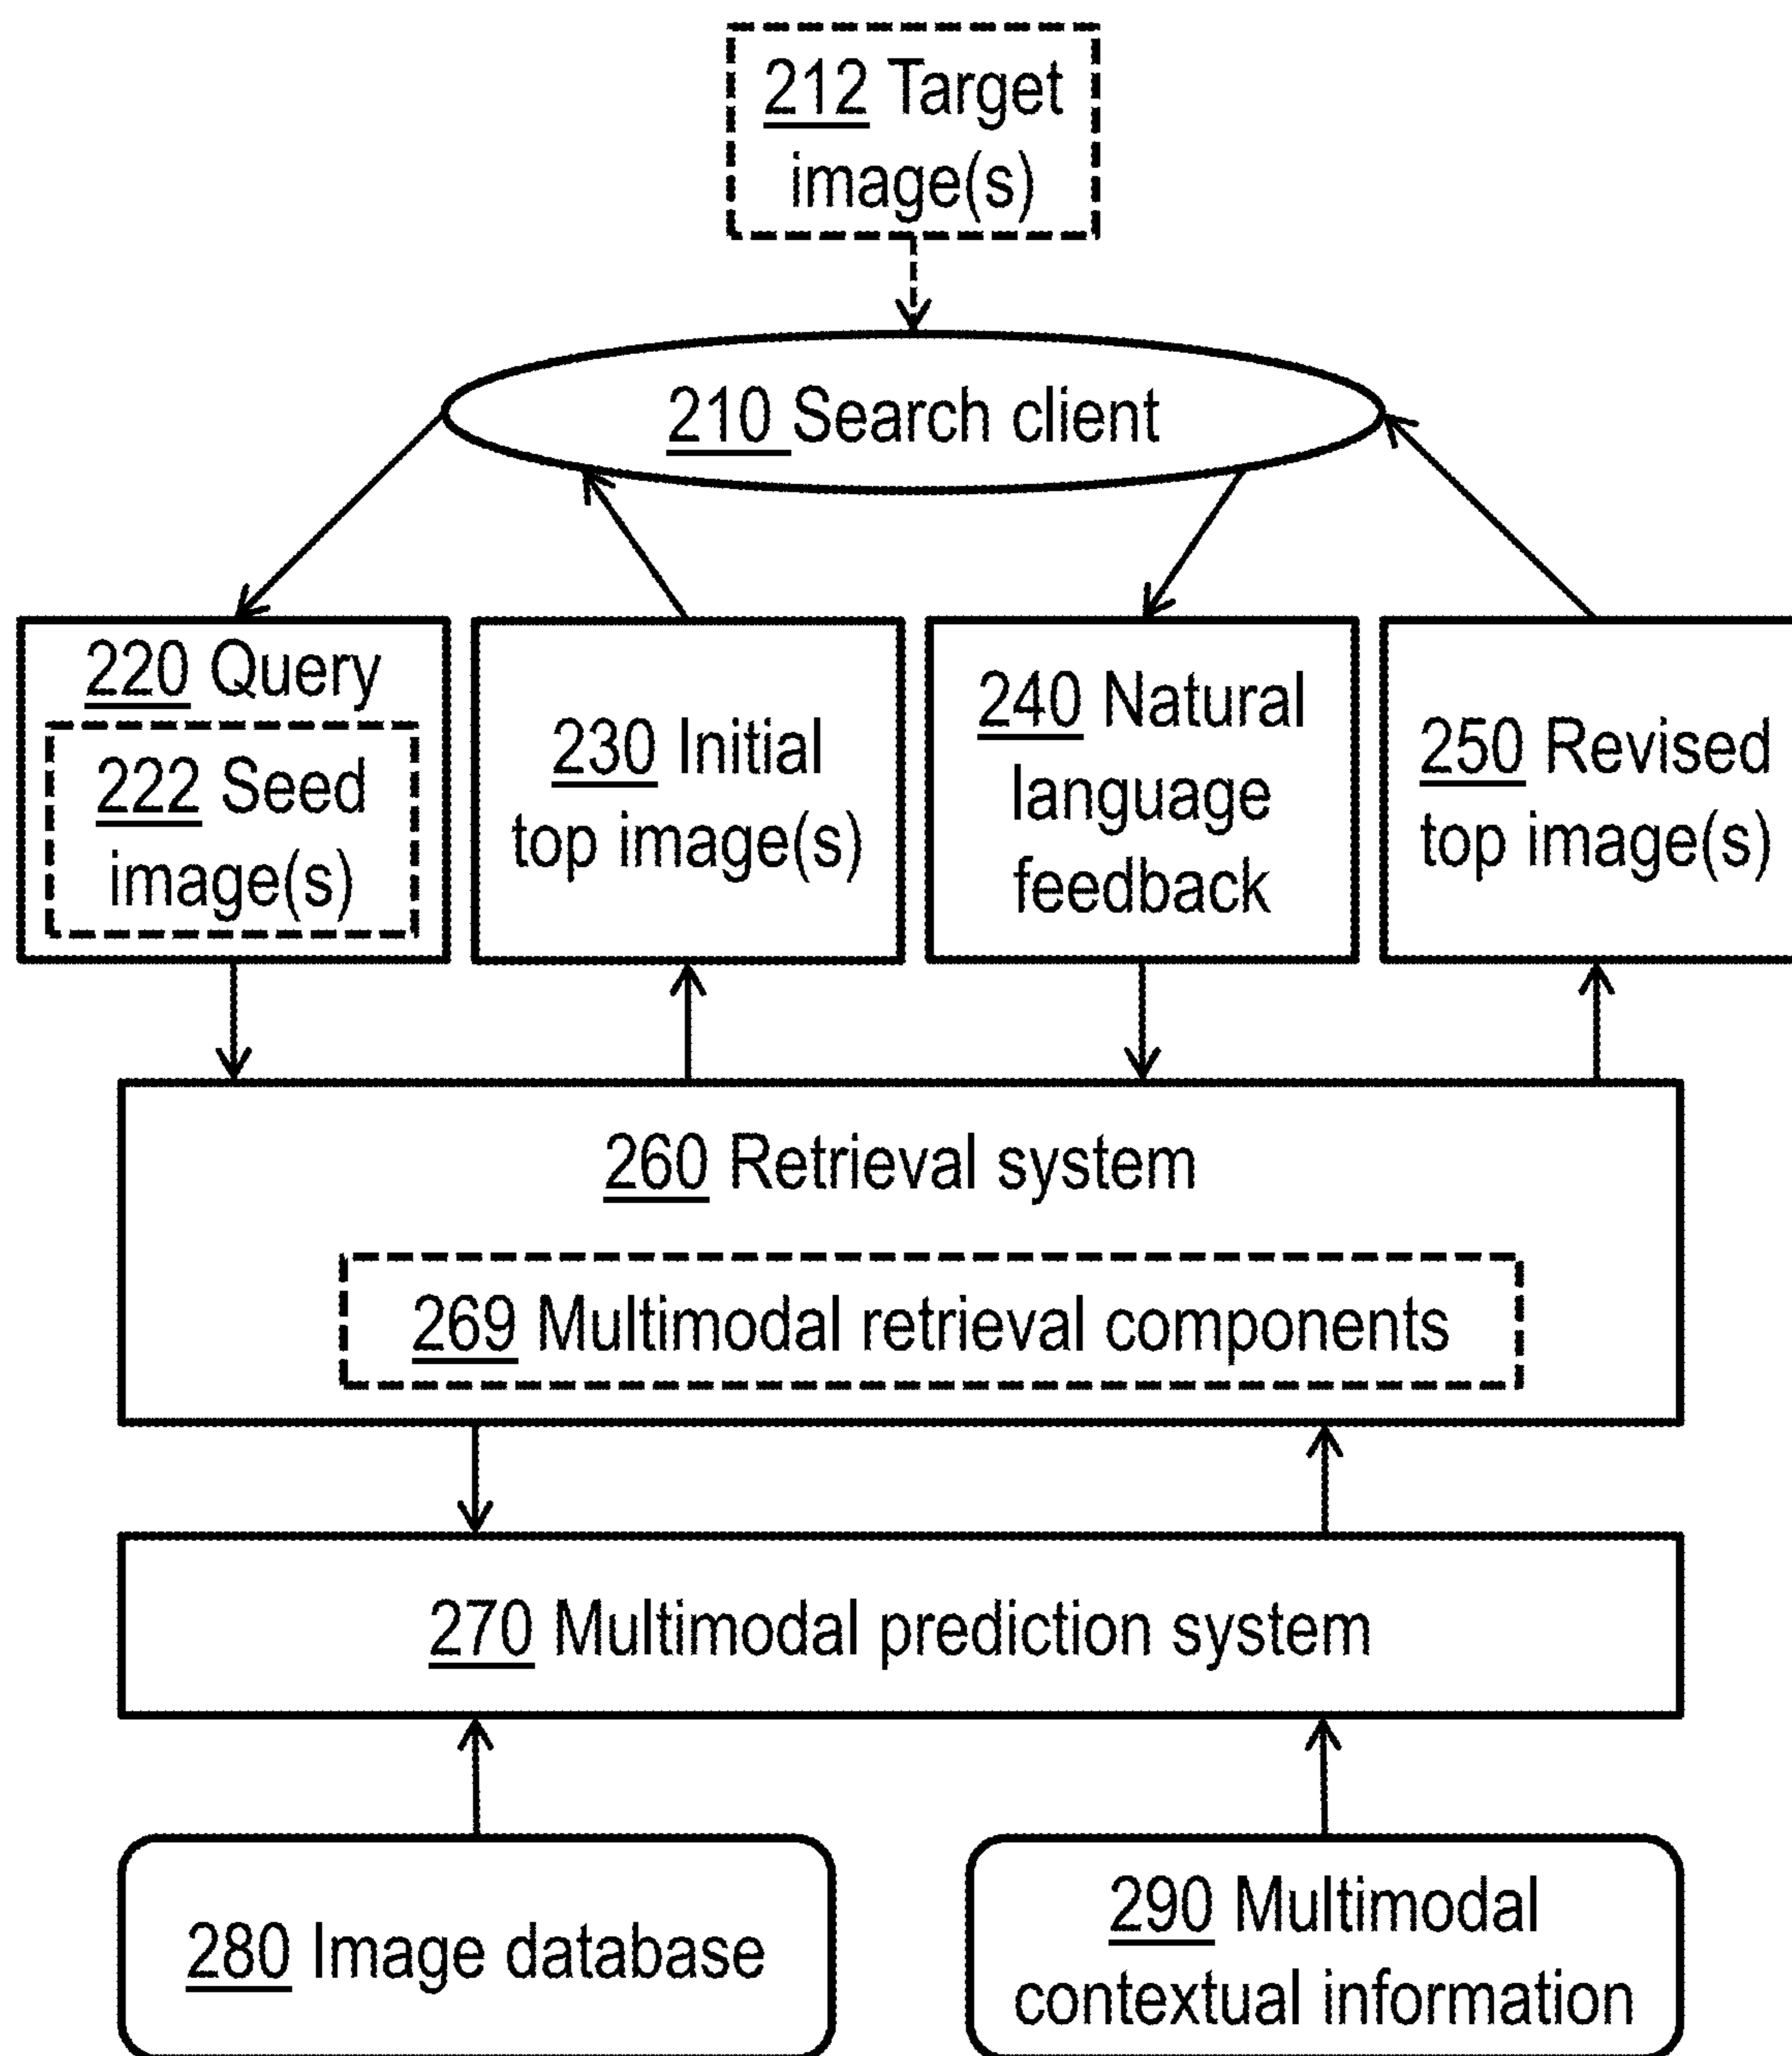 212 Target
image(s)
210 Search client
220 Query
222 Seed
image(s)
230 Initial
top image(s)
240 Natural
language
feedback
250 Revised
top image(s)
260 Retrieval system
269 Multimodal retrieval components
270 Multimodal prediction system
280 Image database
290 Multimodal
contextual information